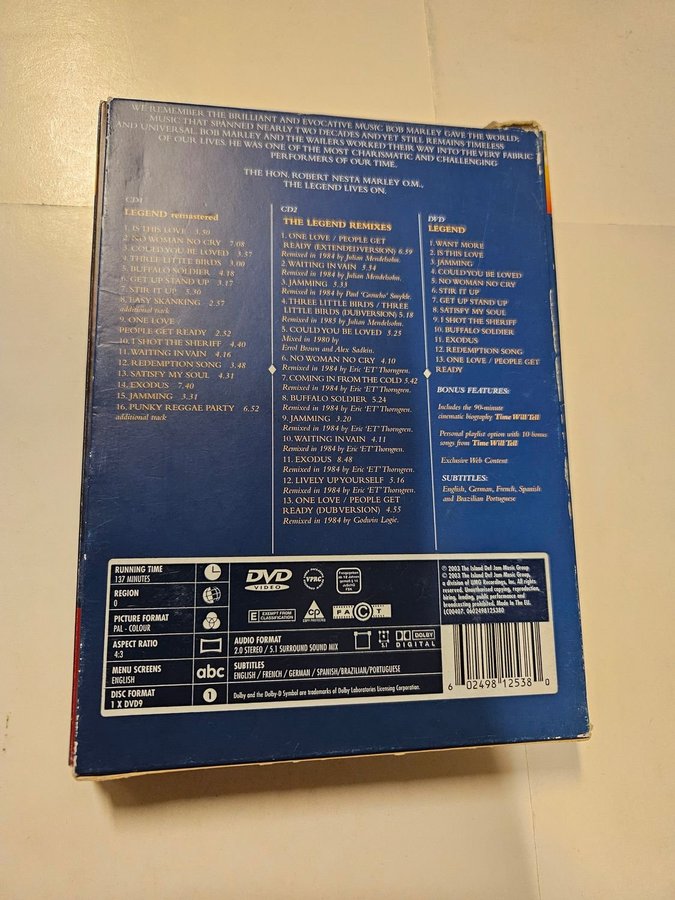 WE REMEMBER THE BRILLIANT AND EVOCATIVE MUSIC BOB MARLEY GAVE THE WORLD;
MUSIC THAT SPANNED NEARLY TWO DECADES AND YET STILL REMAINS TIMELESS
AND UNIVERSAL. BOB MARLEY AND THE WAILERS WORKED THEIR WAY INTO THE VERY FABRIC
OF OUR LIVES. HE WAS ONE OF THE MOST CHARISMATIC AND CHALLENGING
PERFORMERS OF OUR TIME.
THE HON. ROBERT NESTA MARLEY O.M.,
THE LEGEND LIVES ON.
CD1
LEGEND remastered
1. IS THIS LOVE 3.50
2. NO WOMAN NO CRY 7.08
3. COULD YOU BE LOVED 3.57
4. THREE LITTLE BIRDS 3.00
5. BUFFALO SOLDIER 4.18
6. GET UP STAND UP 3.17
7. STIR IT UP 5.30
8. EASY SKANKING 2.57
additional track
9. ONE LOVE /
PEOPLE GET READY 2.52
10. I SHOT THE SHERIFF 4.40
11. WAITING IN VAIN 4.16
12. REDEMPTION SONG 3.48
13. SATISFY MY SOUL 4.31
14. EXODUS 7.40
15. JAMMING 3.31
16. PUNKY REGGAE PARTY 6.52
additional track
CD2
THE LEGEND REMIXES
1. ONE LOVE / PEOPLE GET
READY (EXTENDED VERSION) 6.59
Remixed in 1984 by Julian Mendelsohn.
2. WAITING IN VAIN 5.54
Remixed in 1984 by Julian Mendelsohn.
3. JAMMING 5.33
Remixed in 1984 by Paul 'Groucho' Smykle.
4. THREE LITTLE BIRDS / THREE
LITTLE BIRDS (DUB VERSION) 5.18
Remixed in 1985 by Julian Mendelsohn.
5. COULD YOU BE LOVED 5.25
Mixed in 1980 by
Errol Brown and Alex Sadkin.
6. NO WOMAN NO CRY 4.10
Remixed in 1984 by Eric 'ET' Thorngren.
7. COMING IN FROM THE COLD 5.42
Remixed in 1984 by Eric 'ET' Thorngren.
8. BUFFALO SOLDIER 5.24
9. JAMMING 3.20
Remixed in 1984 by Eric 'ET' Thorngren.
10. WAITING IN VAIN 4.11
Remixed in 1984 by Eric 'ET' Thorngren.
11. EXODUS 8.48
Remixed in 1984 by Eric 'ET' Thorngren.
12. LIVELY UP YOURSELF 5.16
Remixed in 1984 by Eric 'ET' Thorngren.
13. ONE LOVE / PEOPLE GET
READY (DUB VERSION) 4.55
Remixed in 1984 by Godwin Logie.
DVD
LEGEND
1. WANT MORE
2. IS THIS LOVE
3. JAMMING
4. COULD YOU BE LOVED
5. NO WOMAN NO CRY
6. STIR IT UP
7. GET UP STAND UP
8. SATISFY MY SOUL
9. I SHOT THE SHERIFF
10. BUFFALO SOLDIER
11. EXODUS
12. REDEMPTION SONG
13. ONE LOVE / PEOPLE GET
READY
BONUS FEATURES:
Includes the 90-minute
cinematic biography Time Will Tell
Personal playlist option with 10 bonus
songs from Time Will Tell
Exclusive Web Content
SUBTITLES:
English, German, French, Spanish
and Brazilian Portuguese
RUNNING TIME
137 MINUTES
REGION
0
PICTURE FORMAT
PAL - COLOUR
ASPECT RATIO
4:3
MENU SCREENS
ENGLISH
DISC FORMAT
1 X DVD9
abc
1
DVD
VIDEO
VPRC
E EXEMPT FROM
CLASSIFICATION
AUDIO FORMAT
2.0 STEREO / 5.1 SURROUND SOUND MIX
5.1
DOLBY
DIGITAL
SUBTITLES
ENGLISH / FRENCH / GERMAN / SPANISH/BRAZILIAN/PORTUGUESE
Dolby and the Dolby-D Symbol are trademarks of Dolby Laboratories Licensing Corporation.
℗ 2003 The Island Def Jam Music Group.
© 2003 The Island Def Jam Music Group,
a division of UMG Recordings, Inc. All rights
reserved. Unauthorised copying, reproduction,
hiring, lending, public performance and
broadcasting prohibited. Made in The EU.
LC00407. 0602498125380
6 02498 12538 0